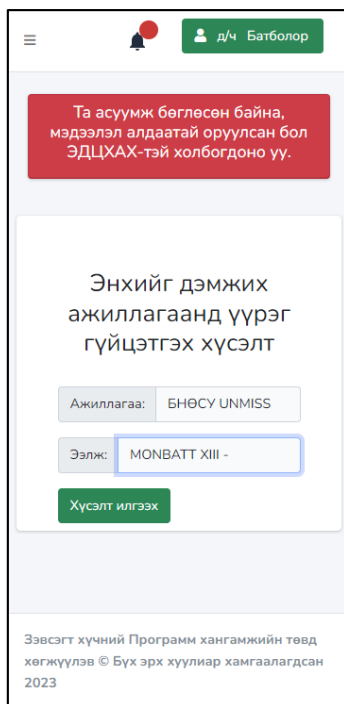 д/ч Батболор
Та асуумж бөглөсөн байна,
мэдээлэл алдаатай оруулсан бол
ЭДЦХАХ-тэй холбогдоно уу.
Энхийг дэмжих
ажиллагаанд үүрэг
гүйцэтгэх хүсэлт
Ажиллагаа: БНӨСУ UNMISS
Ээлж: MONBATT XIII -
Хүсэлт илгээх
Зэвсэгт хүчний Программ хангамжийн төвд
хөгжүүлэв © Бүх эрх хуулиар хамгаалагдсан
2023